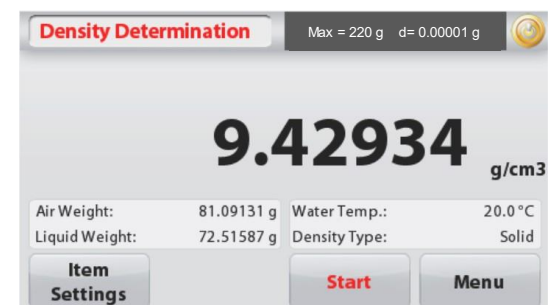 Density Determination Max = 220 g d= 0.00001 g
9.42934 g/cm3
Air Weight: 81.09131 g Water Temp.: 20.0 °C
Liquid Weight: 72.51587 g Density Type: Solid
Item
Settings
Start
Menu